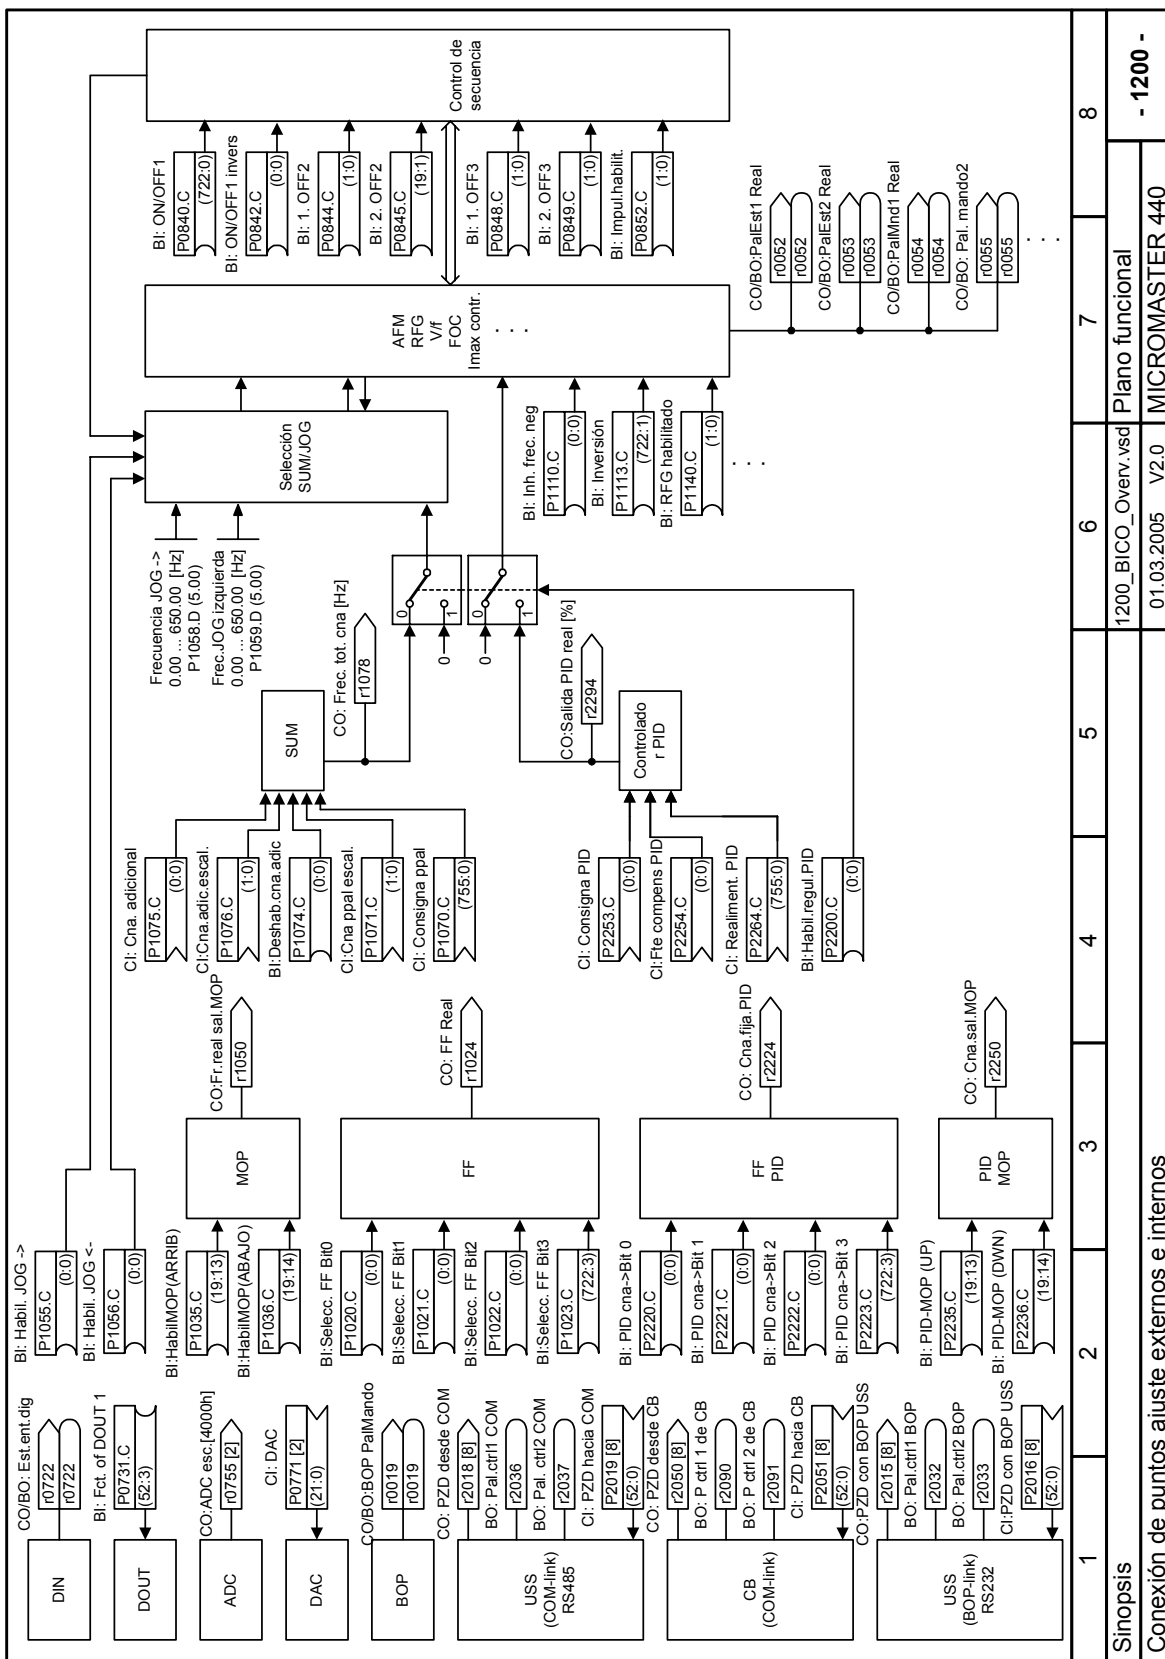 DIN
CO/BO: Est.ent.dig
r0722
r0722
DOUT
BI: Fct. of DOUT 1
P0731.C
(52:3)
ADC
CO:ADC esc.[4000h]
r0755 [2]
DAC
CI: DAC
P0771 [2]
(21:0)
BOP
CO/BO:BOP PalMando
r0019
r0019
USS
(COM-link)
RS485
CO: PZD desde COM
r2018 [8]
BO: Pal.ctrl1 COM
r2036
BO: Pal. ctrl2 COM
r2037
CI: PZD hacia COM
P2019 [8]
(52:0)
CB
(COM-link)
CO: PZD desde CB
r2050 [8]
BO: P ctrl 1 de CB
r2090
BO: P ctrl 2 de CB
r2091
CI: PZD hacia CB
P2051 [8]
(52:0)
USS
(BOP-link)
RS232
CO:PZD con BOP USS
r2015 [8]
BO: Pal.ctrl1 BOP
r2032
BO: Pal.ctrl2 BOP
r2033
CI:PZD con BOP USS
P2016 [8]
(52:0)
BI: Habil. JOG ->
P1055.C
(0:0)
BI: Habil. JOG <-
P1056.C
(0:0)
BI:HabilMOP(ARRIB)
P1035.C
(19:13)
BI:HabilMOP(ABAJO)
P1036.C
(19:14)
MOP
CO:Fr.real sal.MOP
r1050
BI:Selecc. FF Bit0
P1020.C
(0:0)
BI:Selecc. FF Bit1
P1021.C
(0:0)
BI:Selecc. FF Bit2
P1022.C
(0:0)
BI:Selecc. FF Bit3
P1023.C
(722:3)
FF
CO: FF Real
r1024
BI: PID cna->Bit 0
P2220.C
(0:0)
BI: PID cna->Bit 1
P2221.C
(0:0)
BI: PID cna->Bit 2
P2222.C
(0:0)
BI: PID cna->Bit 3
P2223.C
(722:3)
FF
PID
CO: Cna.fija.PID
r2224
BI: PID-MOP (UP)
P2235.C
(19:13)
BI: PID-MOP (DWN)
P2236.C
(19:14)
PID
MOP
CO: Cna.sal.MOP
r2250
CI: Cna. adicional
P1075.C
(0:0)
CI:Cna.adic.escal.
P1076.C
(1:0)
BI:Deshab.cna.adic
P1074.C
(0:0)
CI:Cna ppal escal.
P1071.C
(1:0)
CI: Consigna ppal
P1070.C
(755:0)
SUM
CO: Frec. tot. cna [Hz]
r1078
CI: Consigna PID
P2253.C
(0:0)
CI:Fte compens PID
P2254.C
(0:0)
CI: Realiment. PID
P2264.C
(755:0)
BI:Habil.regul.PID
P2200.C
(0:0)
Controlado
r PID
CO:Salida PID real [%]
r2294
0
1
0
0
1
0
Frecuencia JOG ->
0.00 ... 650.00 [Hz]
P1058.D (5.00)
Frec.JOG izquierda
0.00 ... 650.00 [Hz]
P1059.D (5.00)
Selección
SUM/JOG
BI: Inh. frec. neg
P1110.C
(0:0)
BI: Inversión
P1113.C
(722:1)
BI: RFG habilitado
P1140.C
(1:0)
. . .
AFM
RFG
V/f
FOC
Imax contr.
. . .
BI: ON/OFF1
P0840.C
(722:0)
BI: ON/OFF1 invers
P0842.C
(0:0)
BI: 1. OFF2
P0844.C
(1:0)
BI: 2. OFF2
P0845.C
(19:1)
BI: 1. OFF3
P0848.C
(1:0)
BI: 2. OFF3
P0849.C
(1:0)
BI: Impul.habilit.
P0852.C
(1:0)
Control de
secuencia
CO/BO:PalEst1 Real
r0052
r0052
CO/BO:PalEst2 Real
r0053
r0053
CO/BO:PalMnd1 Real
r0054
r0054
CO/BO: Pal. mando2
r0055
r0055
. . .
1 2 3 4 5 6 7 8
Sinopsis
Conexión de puntos ajuste externos e internos
1200_BICO_Overv.vsd
01.03.2005 V2.0
Plano funcional
MICROMASTER 440
- 1200 -